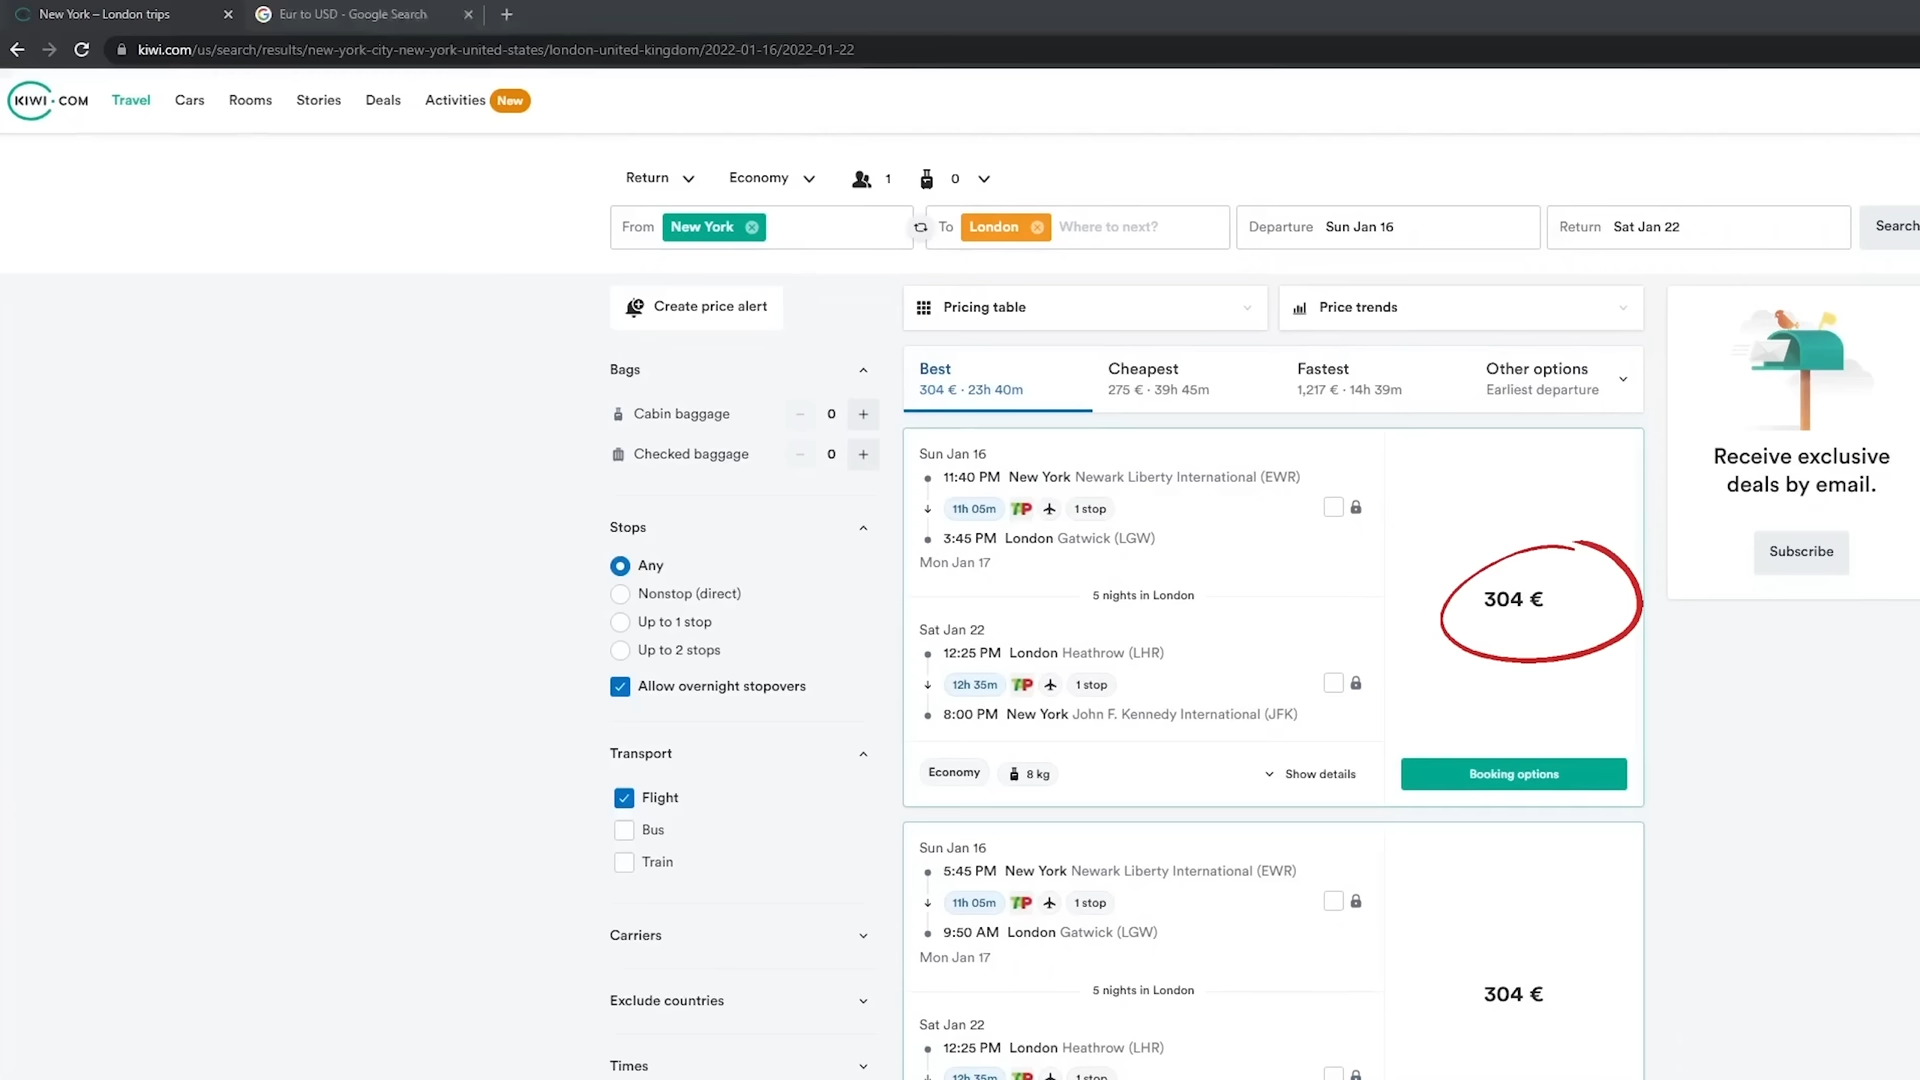 New York – London trips
Eur to USD - Google Search
kiwi.com/us/search/results/new-york-city-new-york-united-states/london-united-kingdom/2022-01-16/2022-01-22
KIWI·COM Travel Cars Rooms Stories Deals Activities New
Return Economy 1 0
From New York To London Where to next? Departure Sun Jan 16 Return Sat Jan 22 Search
Create price alert
Pricing table
Price trends
Bags
Cabin baggage 0 +
Checked baggage 0 +
Stops
Any
Nonstop (direct)
Up to 1 stop
Up to 2 stops
Allow overnight stopovers
Transport
Flight
Bus
Train
Carriers
Exclude countries
Times
Best
304 € · 23h 40m
Cheapest
275 € · 39h 45m
Fastest
1,217 € · 14h 39m
Other options
Earliest departure
Sun Jan 16
11:40 PM New York Newark Liberty International (EWR)
11h 05m TP 1 stop
3:45 PM London Gatwick (LGW)
Mon Jan 17
5 nights in London
Sat Jan 22
12:25 PM London Heathrow (LHR)
12h 35m TP 1 stop
8:00 PM New York John F. Kennedy International (JFK)
Economy 8 kg Show details
304 €
Booking options
Sun Jan 16
5:45 PM New York Newark Liberty International (EWR)
11h 05m TP 1 stop
9:50 AM London Gatwick (LGW)
Mon Jan 17
5 nights in London
Sat Jan 22
12:25 PM London Heathrow (LHR)
12h 35m TP 1 stop
304 €
Receive exclusive
deals by email.
Subscribe